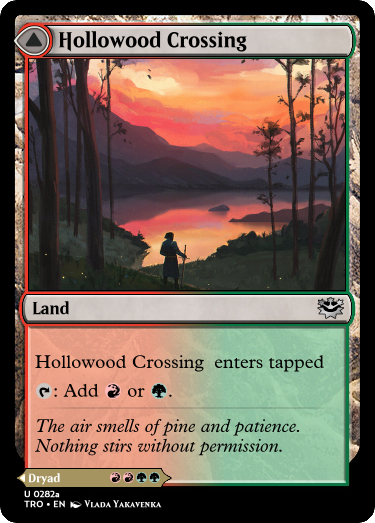 Hollowood Crossing
Land
Hollowood Crossing  enters tapped
: Add or .
The air smells of pine and patience.
Nothing stirs without permission.
Dryad
U 0282a
TRO • EN Vlada Yakavenka